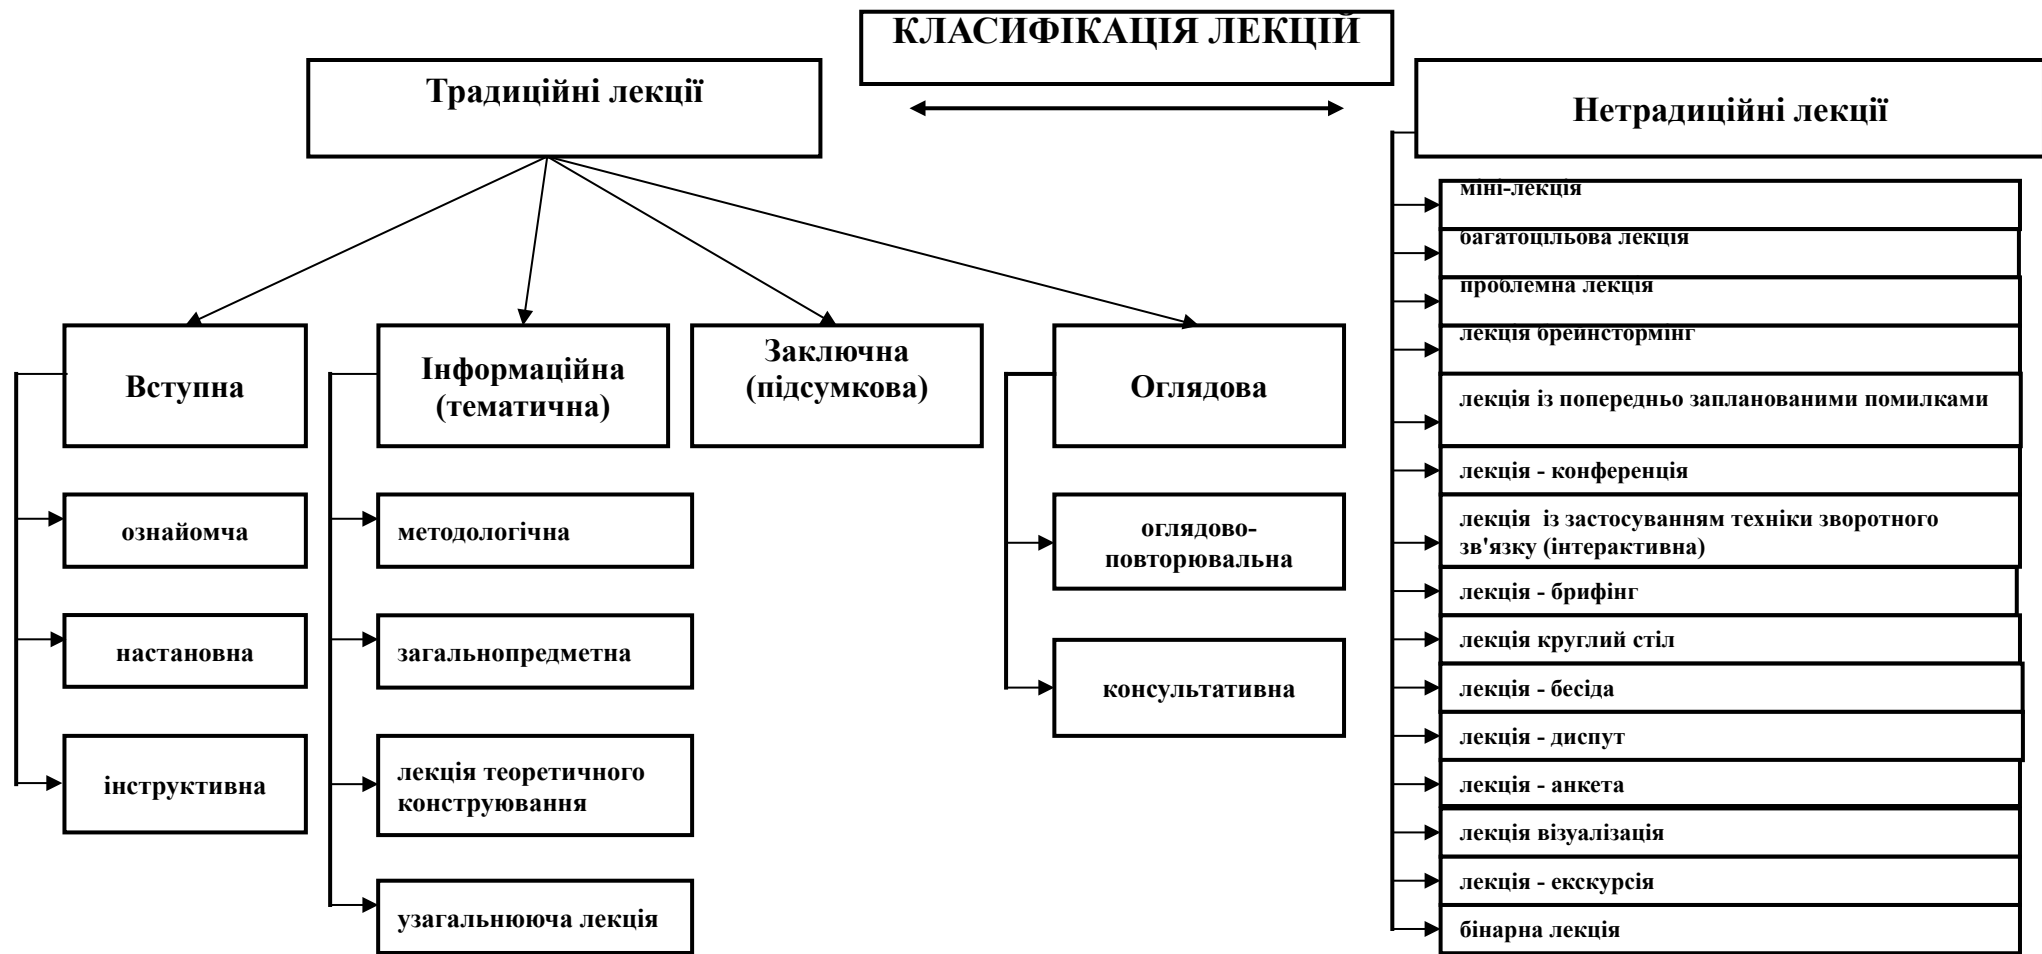 КЛАСИФІКАЦІЯ ЛЕКЦІЙ
Традиційні лекції
Нетрадиційні лекції
Вступна
ознайомча
настановна
інструктивна
Інформаційна
(тематична)
методологічна
загальнопредметна
лекція теоретичного
конструювання
узагальнююча лекція
Заключна
(підсумкова)
Оглядова
оглядово-
повторювальна
консультативна
міні-лекція
багатоцільова лекція
проблемна лекція
лекція брейнстормінг
лекція із попередньо запланованими помилками
лекція - конференція
лекція із застосуванням техніки зворотного
зв'язку (інтерактивна)
лекція - брифінг
лекція круглий стіл
лекція - бесіда
лекція - диспут
лекція - анкета
лекція візуалізація
лекція - екскурсія
бінарна лекція